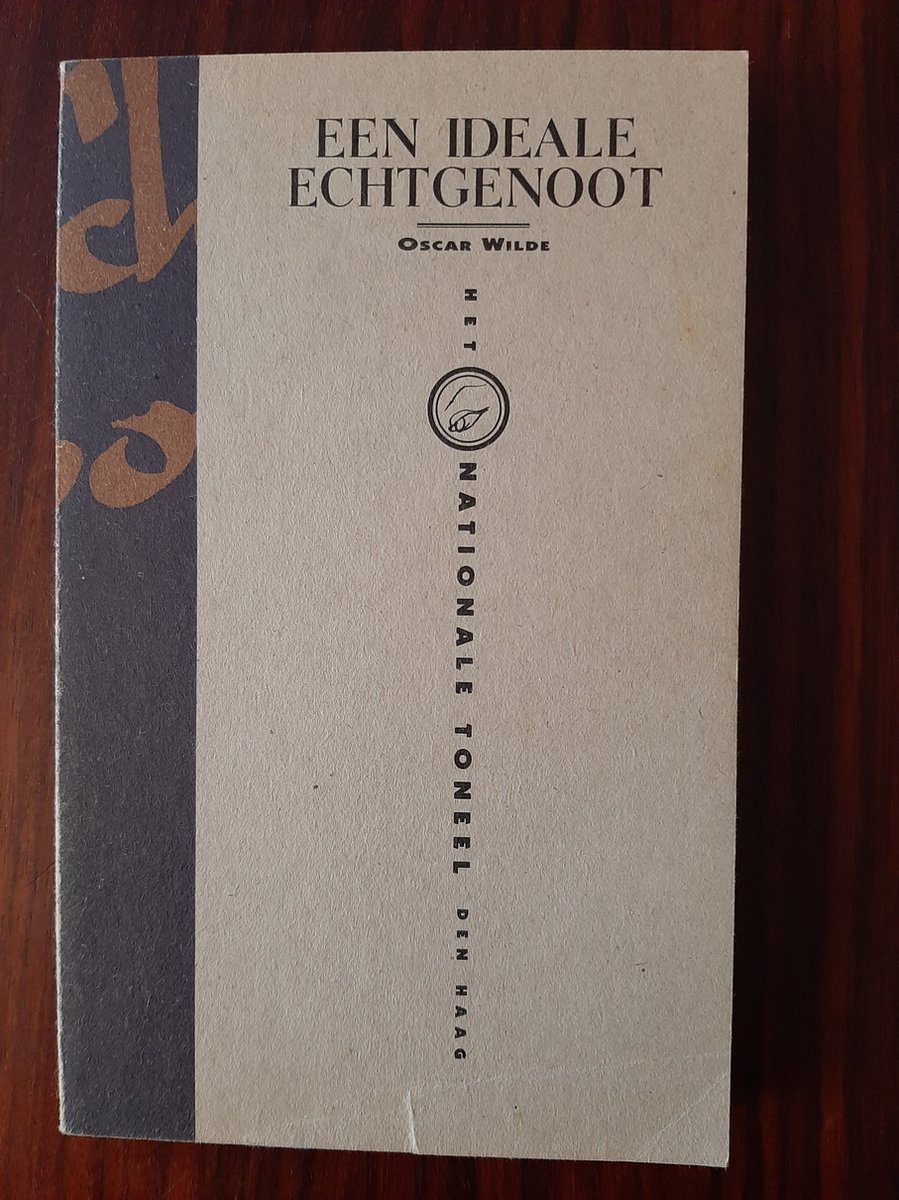 EEN IDEALE
ECHTGENOOT
OSCAR WILDE
HET
NATIONALE TONEEL
DEN HAAG